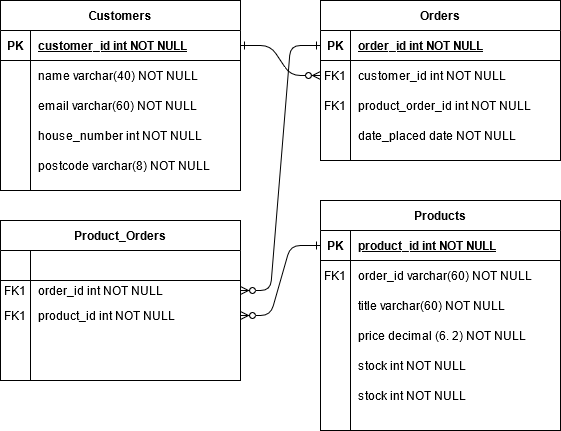 Customers
PK customer_id int NOT NULL
name varchar(40) NOT NULL
email varchar(60) NOT NULL
house_number int NOT NULL
postcode varchar(8) NOT NULL
Orders
PK order_id int NOT NULL
FK1 customer_id int NOT NULL
FK1 product_order_id int NOT NULL
date_placed date NOT NULL
Product_Orders
FK1 order_id int NOT NULL
FK1 product_id int NOT NULL
Products
PK product_id int NOT NULL
FK1 order_id varchar(60) NOT NULL
title varchar(60) NOT NULL
price decimal (6. 2) NOT NULL
stock int NOT NULL
stock int NOT NULL